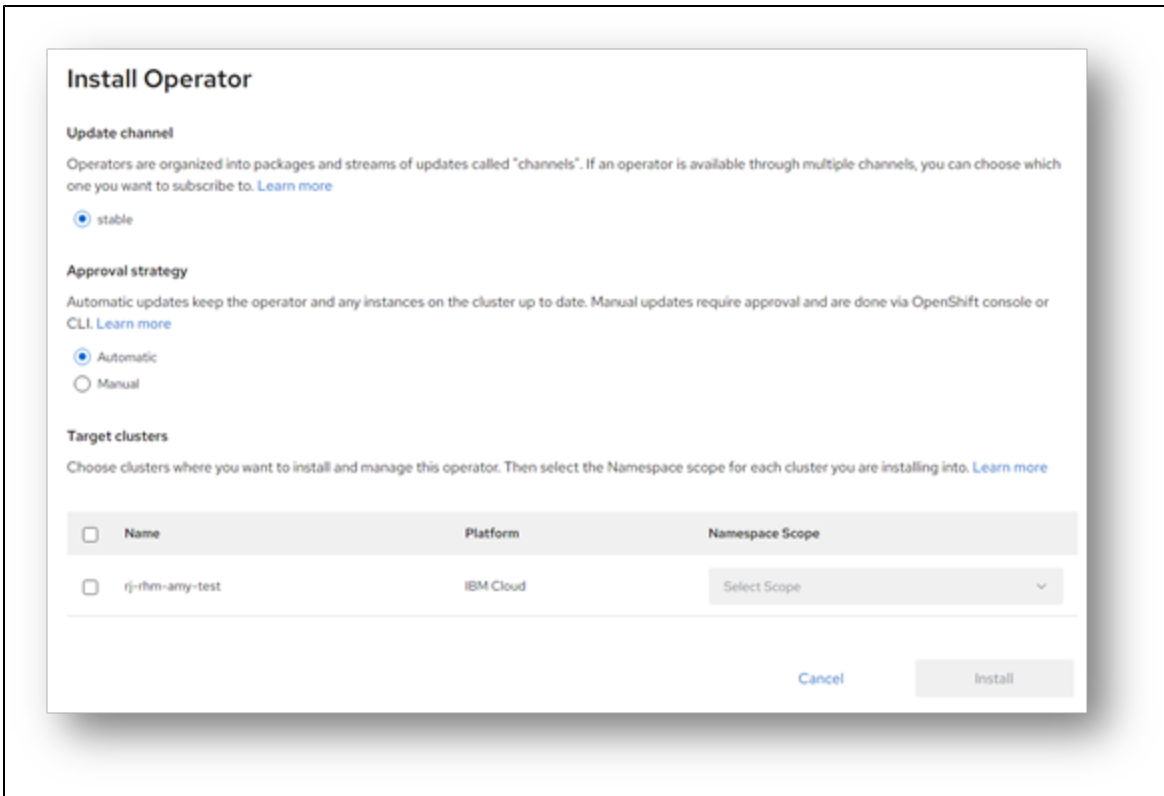 Install Operator
Update channel
Operators are organized into packages and streams of updates called "channels". If an operator is available through multiple channels, you can choose which
one you want to subscribe to. Learn more
stable
Approval strategy
Automatic updates keep the operator and any instances on the cluster up to date. Manual updates require approval and are done via OpenShift console or
CLI. Learn more
Automatic
Manual
Target clusters
Choose clusters where you want to install and manage this operator. Then select the Namespace scope for each cluster you are installing into. Learn more
Name Platform Namespace Scope
rj-rhm-amy-test IBM Cloud Select Scope
Cancel Install